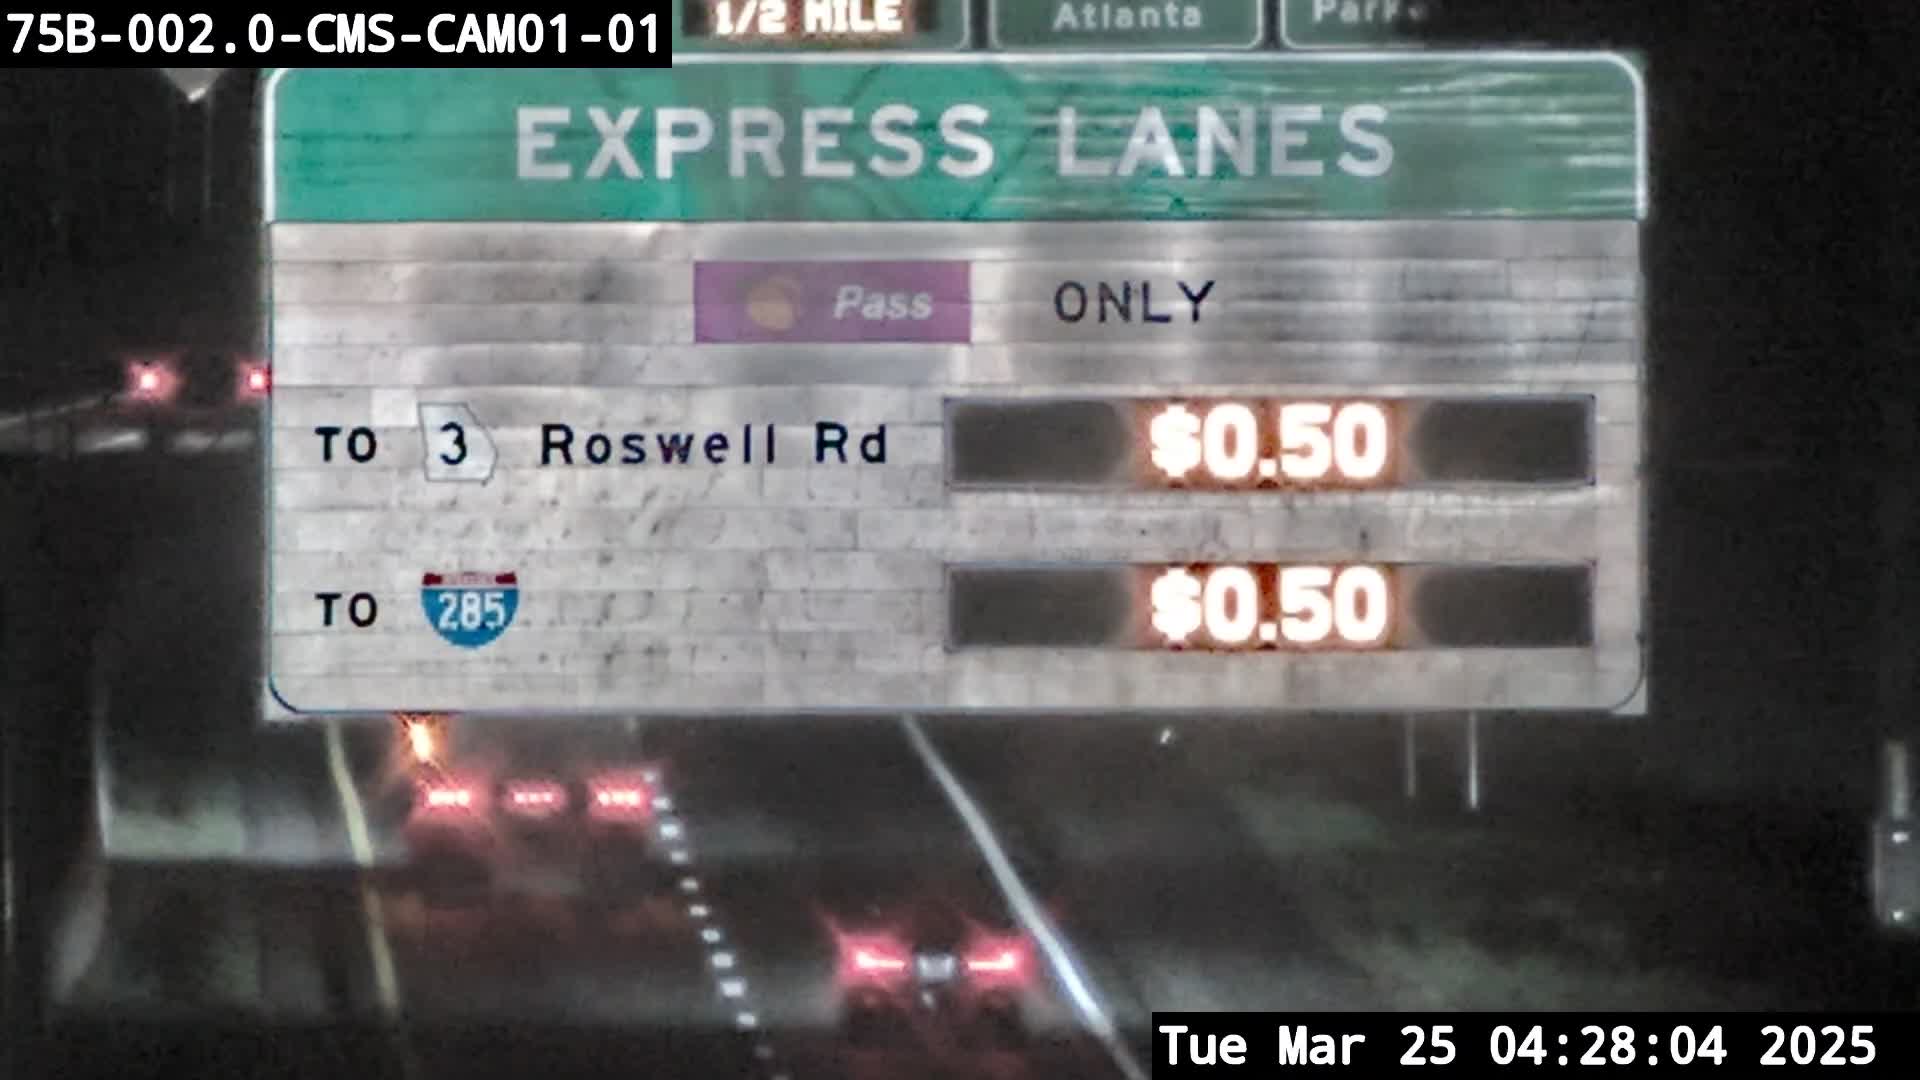 75B-002.0-CMS-CAM01-01
1/2 MILE
Atlanta
EXPRESS LANES
Pass ONLY
TO 3 Roswell Rd $0.50
TO 285 $0.50
Tue Mar 25 04:28:04 2025